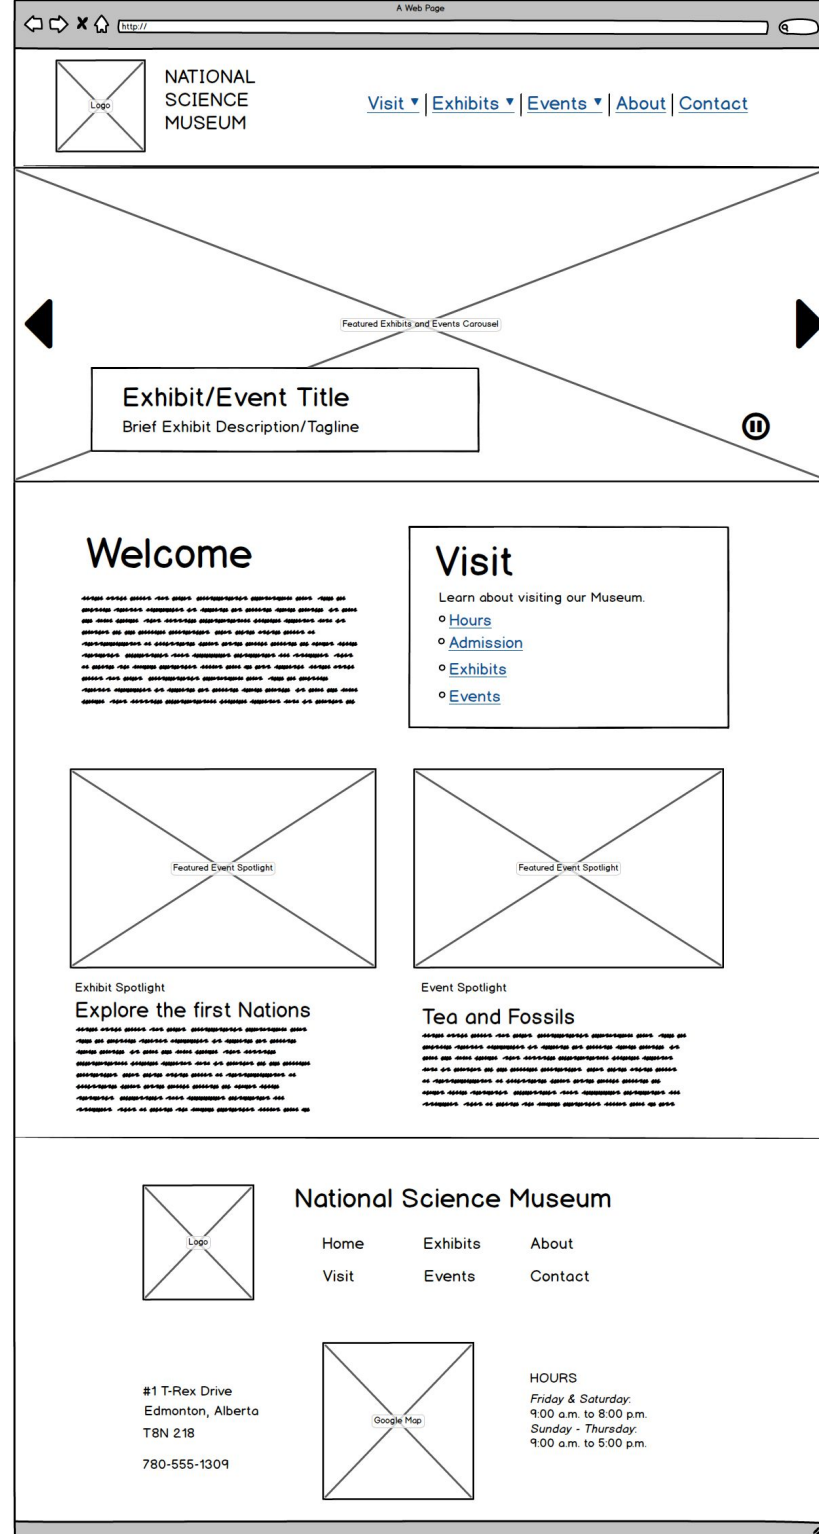 A Web Page
http://
Logo
NATIONAL
SCIENCE
MUSEUM
Visit ▼ | Exhibits ▼ | Events ▼ | About | Contact
Featured Exhibits and Events Carousel
Exhibit/Event Title
Brief Exhibit Description/Tagline
Welcome
Visit
Learn about visiting our Museum.
Hours
Admission
Exhibits
Events
Featured Event Spotlight
Featured Event Spotlight
Exhibit Spotlight
Explore the first Nations
Event Spotlight
Tea and Fossils
Logo
National Science Museum
Home Exhibits About
Visit Events Contact
#1 T-Rex Drive
Edmonton, Alberta
T8N 218
780-555-1309
Google Map
HOURS
Friday & Saturday:
9:00 a.m. to 8:00 p.m.
Sunday - Thursday:
9:00 a.m. to 5:00 p.m.